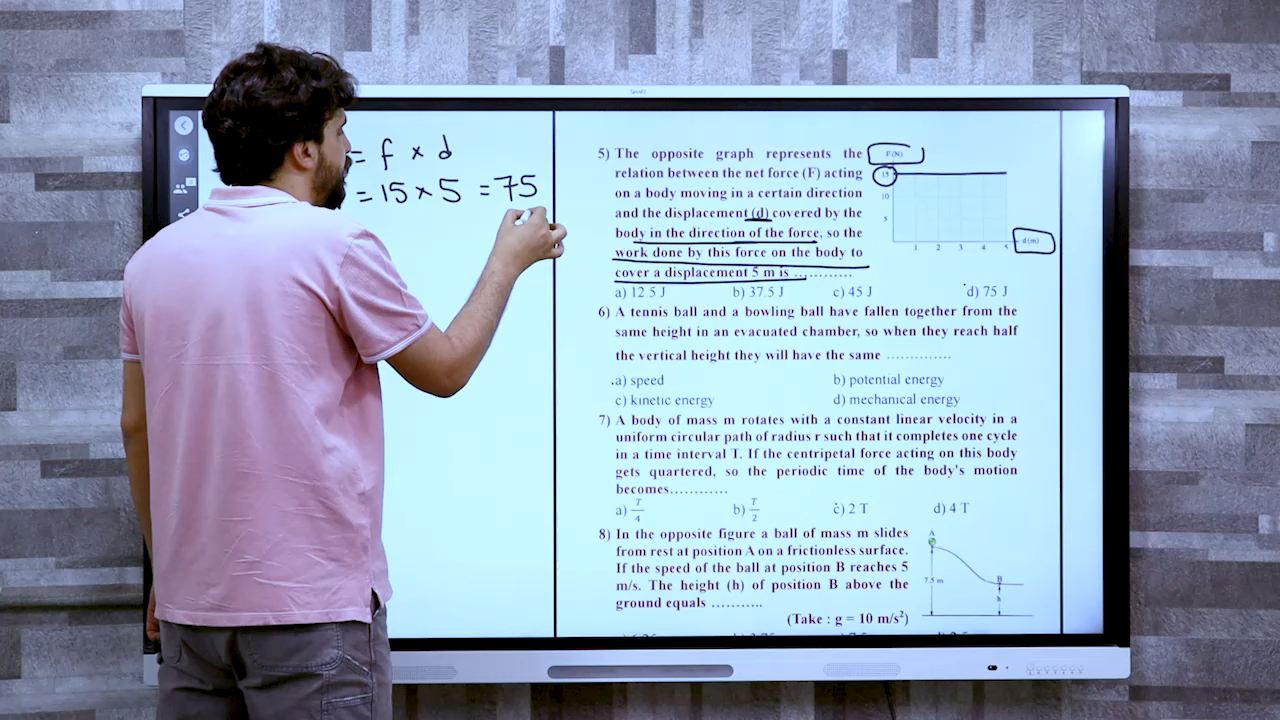 SMART
= f × d
= 15 × 5 = 75
5) The opposite graph represents the
relation between the net force (F) acting
on a body moving in a certain direction
and the displacement (d) covered by the
body in the direction of the force, so the
work done by this force on the body to
cover a displacement 5 m is …………
a) 12.5 J b) 37.5 J c) 45 J d) 75 J
F(N)
15
10
5
1 2 3 4 5 d(m)
6) A tennis ball and a bowling ball have fallen together from the
same height in an evacuated chamber, so when they reach half
the vertical height they will have the same ..............
a) speed b) potential energy
c) kinetic energy d) mechanical energy
7) A body of mass m rotates with a constant linear velocity in a
uniform circular path of radius r such that it completes one cycle
in a time interval T. If the centripetal force acting on this body
gets quartered, so the periodic time of the body's motion
becomes............
a) T/4 b) T/2 c) 2 T d) 4 T
8) In the opposite figure a ball of mass m slides
from rest at position A on a frictionless surface.
If the speed of the ball at position B reaches 5
m/s. The height (h) of position B above the
ground equals ...........
(Take : g = 10 m/s²)
A
7.5 m
B
h